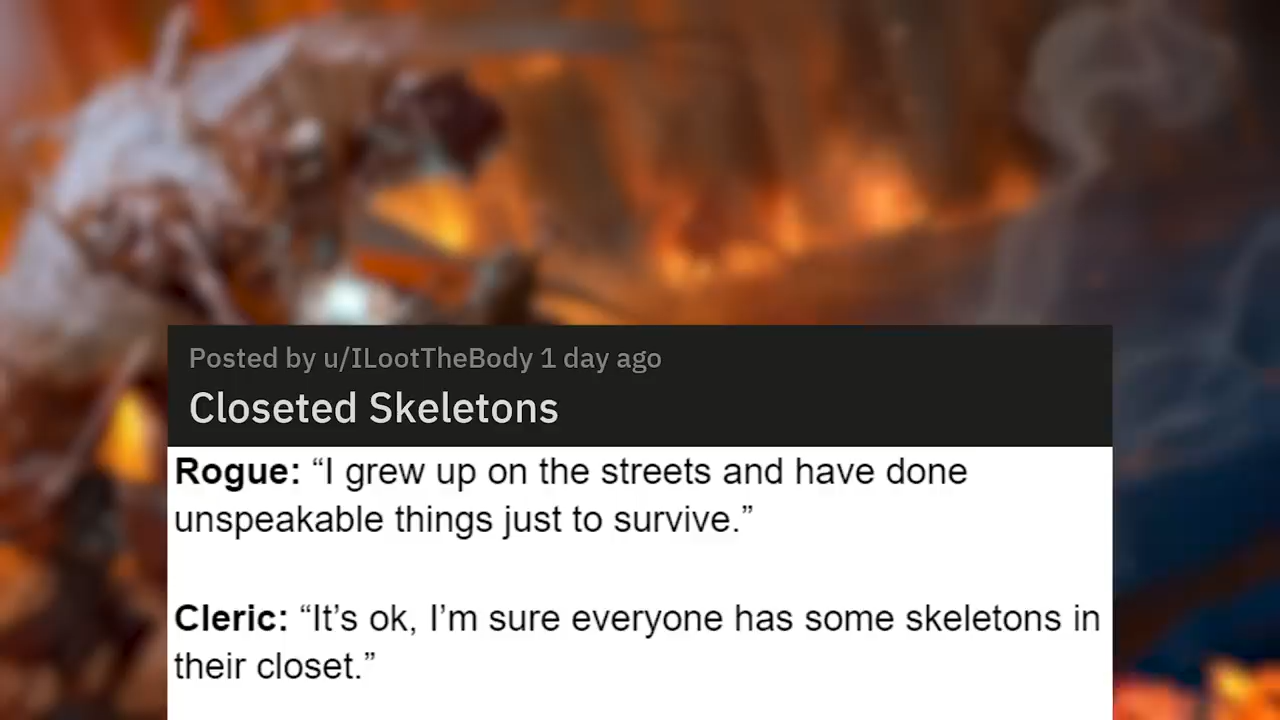 Posted by u/ILootTheBody 1 day ago
Closeted Skeletons
Rogue: “I grew up on the streets and have done
unspeakable things just to survive.”
Cleric: “It’s ok, I’m sure everyone has some skeletons in
their closet.”